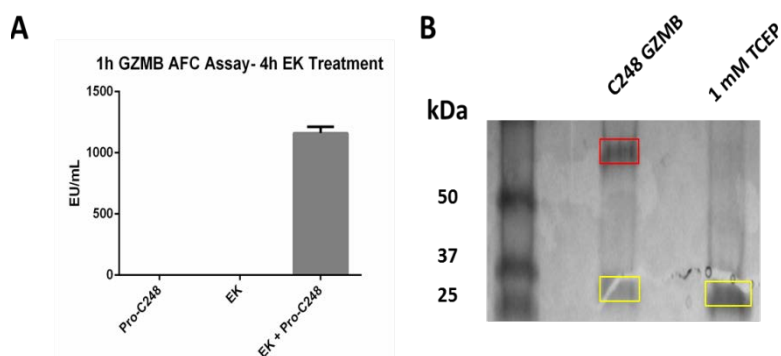 A
1h GZMB AFC Assay- 4h EK Treatment
1500
1000
500
0
EU/mL
Pro-C248
EK
EK + Pro-C248
B
C248 GZMB
1 mM TCEP
kDa
50
37
25